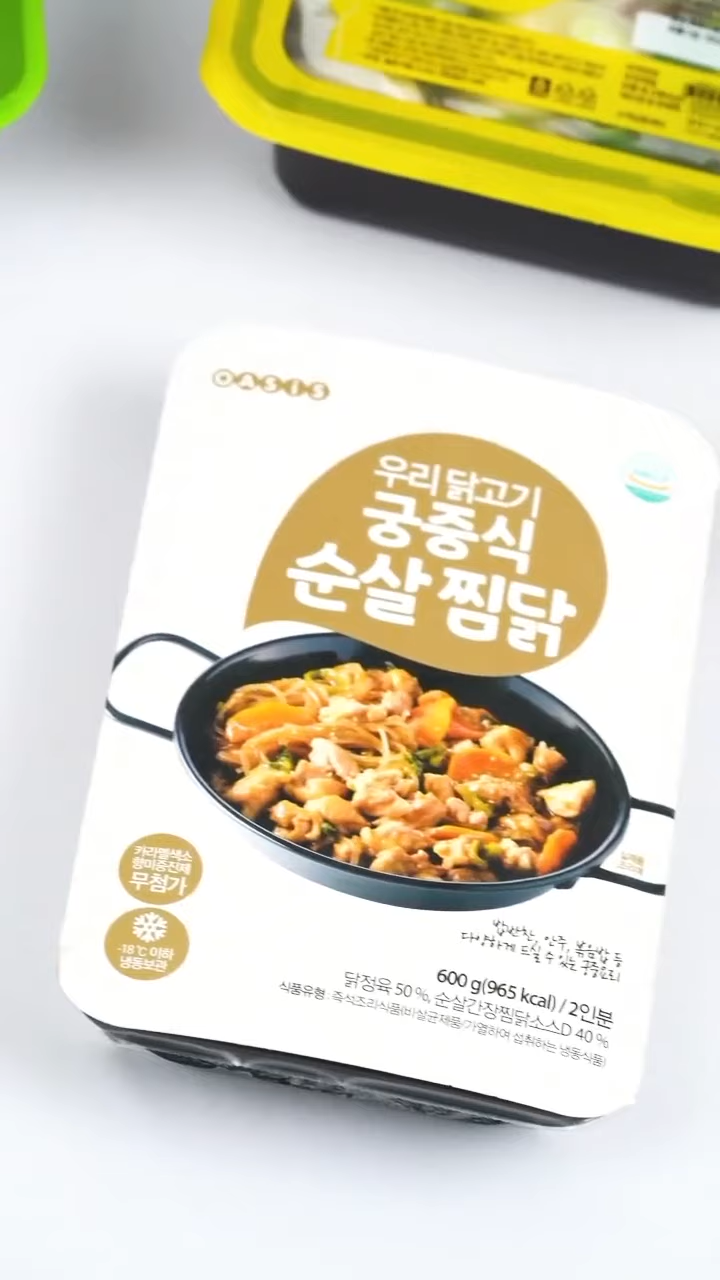 OASIS
우리 닭고기
궁중식
순살 찜닭
카라멜색소
향미증진제
무첨가
-18℃ 이하
냉동보관
밥반찬, 안주, 볶음밥 등
다양하게 드실 수 있는 궁중요리
600 g(965 kcal) / 2인분
닭정육 50 %, 순살간장찜닭소스D 40 %
식품유형 : 즉석조리식품(비살균제품/가열하여 섭취하는 냉동식품)